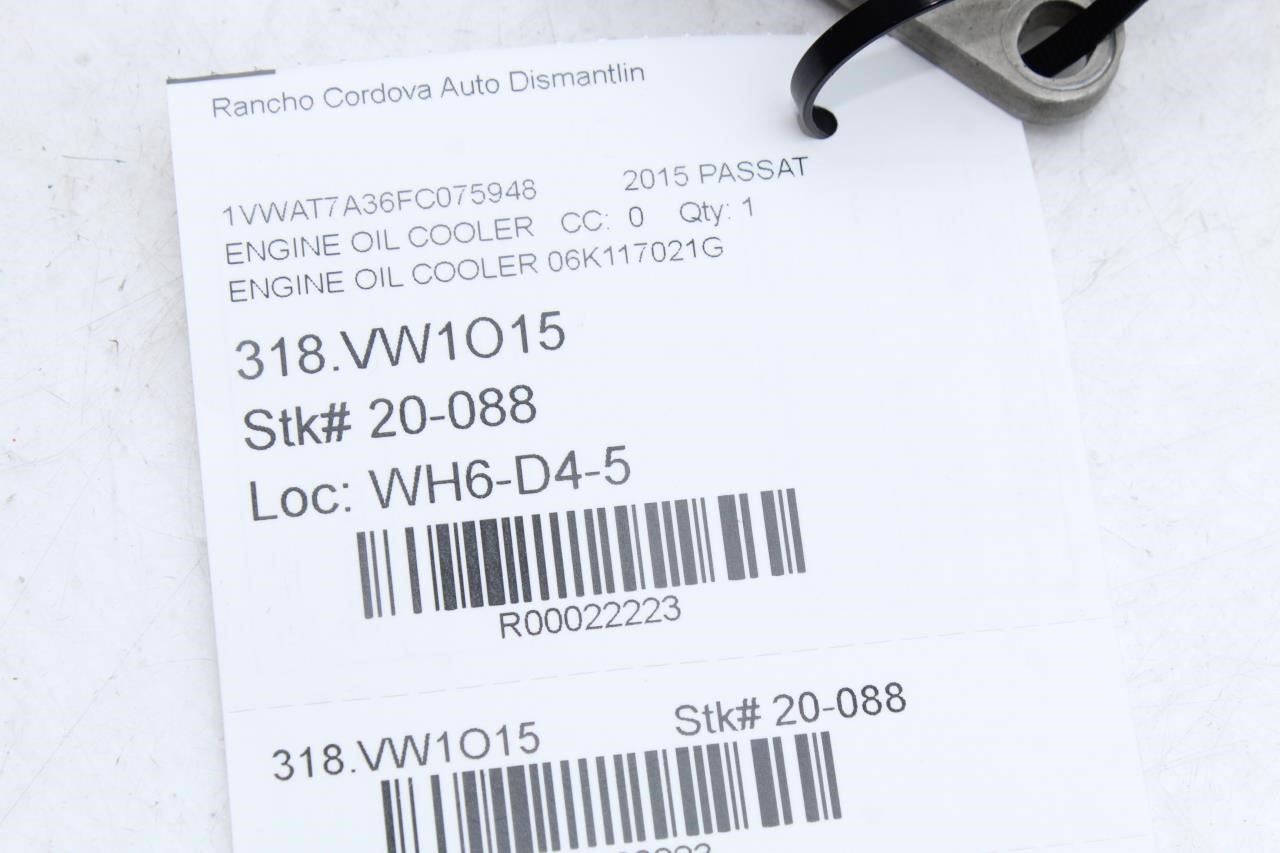 Rancho Cordova Auto Dismantlin
1VWAT7A36FC075948 2015 PASSAT
ENGINE OIL COOLER CC: 0 Qty: 1
ENGINE OIL COOLER 06K117021G
318.VW1O15
Stk# 20-088
Loc: WH6-D4-5
R00022223
318.VW1O15 Stk# 20-088